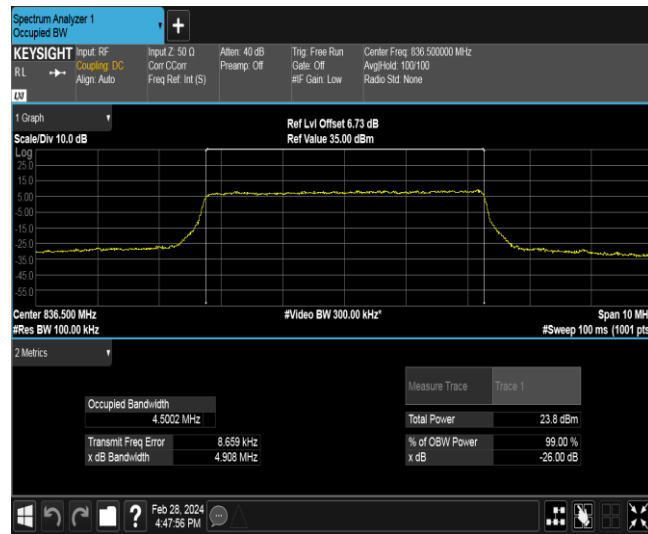 Spectrum Analyzer 1
Occupied BW
KEYSIGHT
RL
LXI
Input: RF
Coupling: DC
Align: Auto
Input Z: 50 Ω
Corr CCorr
Freq Ref: Int (S)
Atten: 40 dB
Preamp: Off
Trig: Free Run
Gate: Off
#IF Gain: Low
Center Freq: 836.500000 MHz
Avg|Hold: 100/100
Radio Std: None
1 Graph
Scale/Div 10.0 dB
Ref Lvl Offset 6.73 dB
Ref Value 35.00 dBm
Log
25.0
15.0
5.00
-5.00
-15.0
-25.0
-35.0
-45.0
-55.0
Center 836.500 MHz
#Res BW 100.00 kHz
#Video BW 300.00 kHz*
Span 10 MH
#Sweep 100 ms (1001 pts
2 Metrics
Measure Trace
Trace 1
Occupied Bandwidth
4.5002 MHz
Total Power
23.8 dBm
Transmit Freq Error
8.659 kHz
% of OBW Power
99.00 %
x dB Bandwidth
4.908 MHz
x dB
-26.00 dB
?
Feb 28, 2024
4:47:56 PM